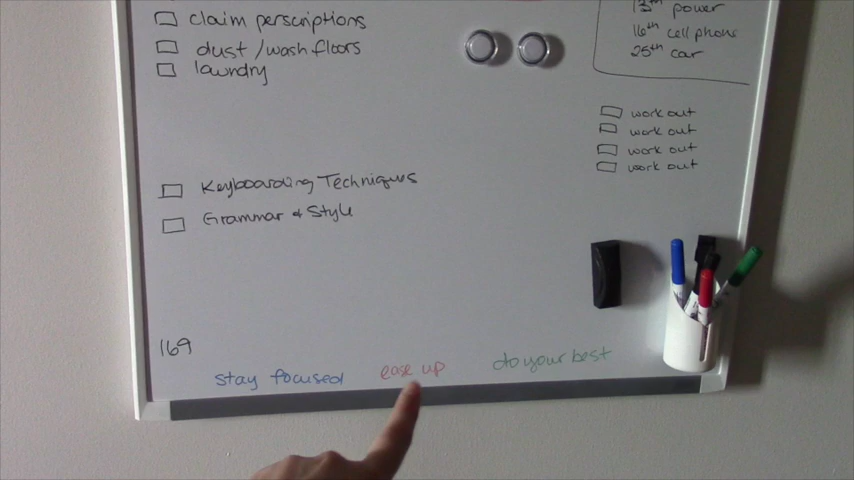 claim perscriptions
dust/wash floors
laundry
13th power
16th cell phone
25th car
work out
work out
work out
work out
Keyboarding Techniques
Grammar & Style
169
stay focused
ease up
do your best